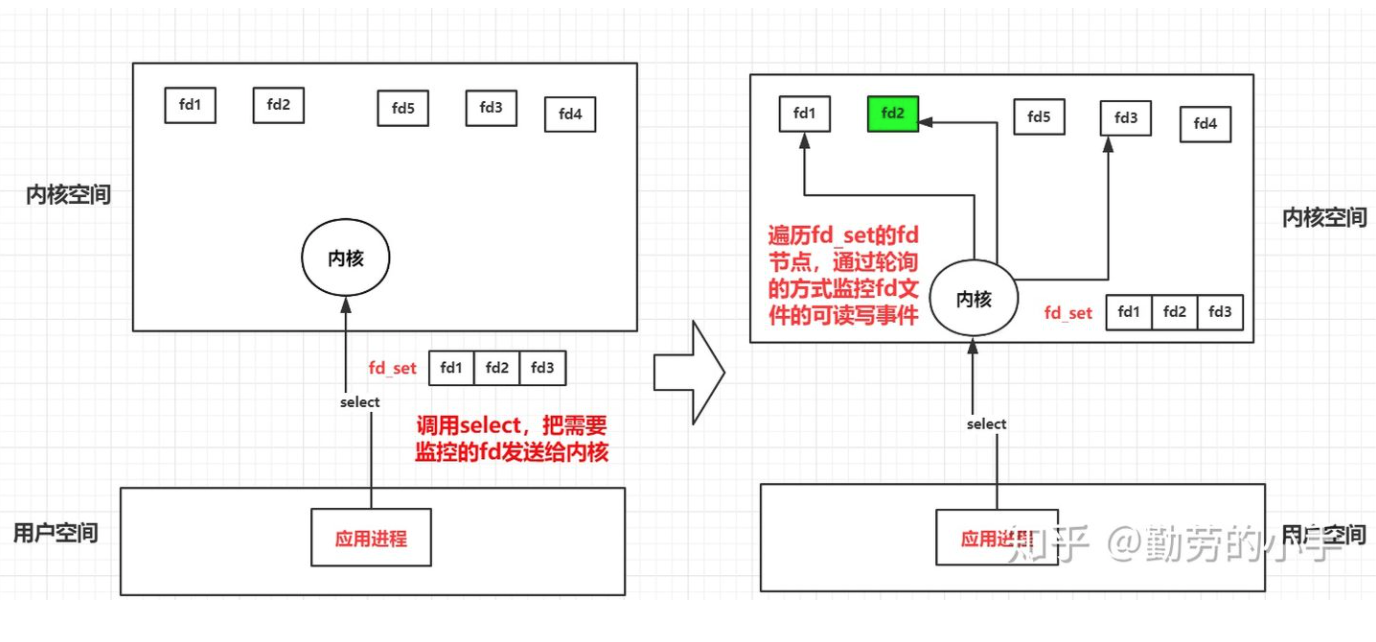 fd1
fd2
fd5
fd3
fd4
内核空间
内核
fd_set
fd1
fd2
fd3
select
调用select，把需要
监控的fd发送给内核
用户空间
应用进程
fd1
fd2
fd5
fd3
fd4
内核空间
遍历fd_set的fd
节点，通过轮询
的方式监控fd文
件的可读写事件
内核
fd_set
fd1
fd2
fd3
select
应用进程
用户空间
知乎 @勤劳的小手